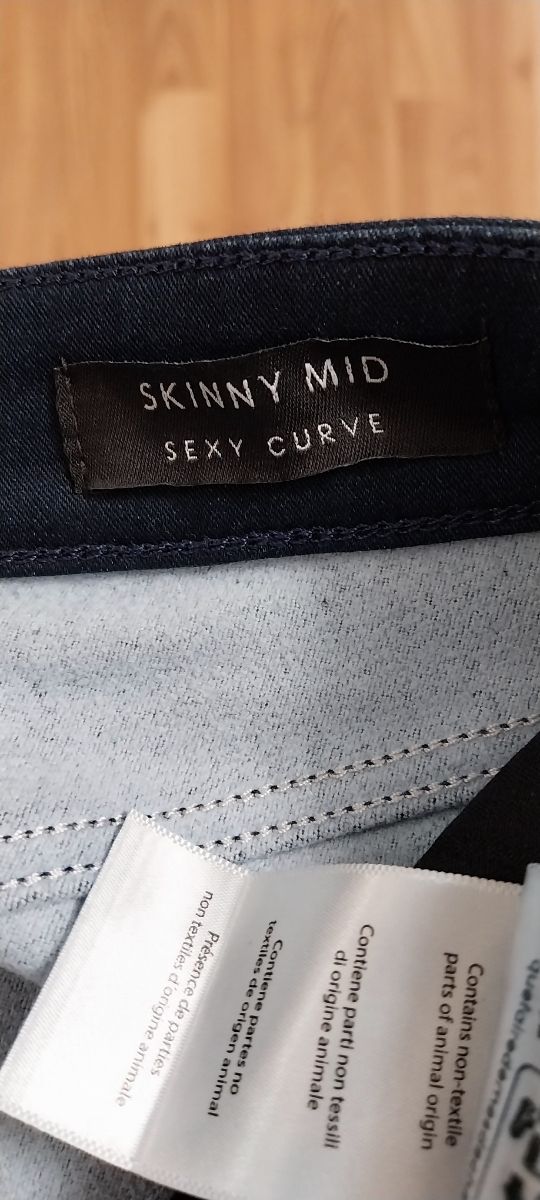 SKINNY MID
SEXY CURVE
Présence de parties
non textiles d'origine animale
Contiene partes no
textiles de origen animal
Contiene parti non tessili
di origine animale
Contains non-textile
parts of animal origin